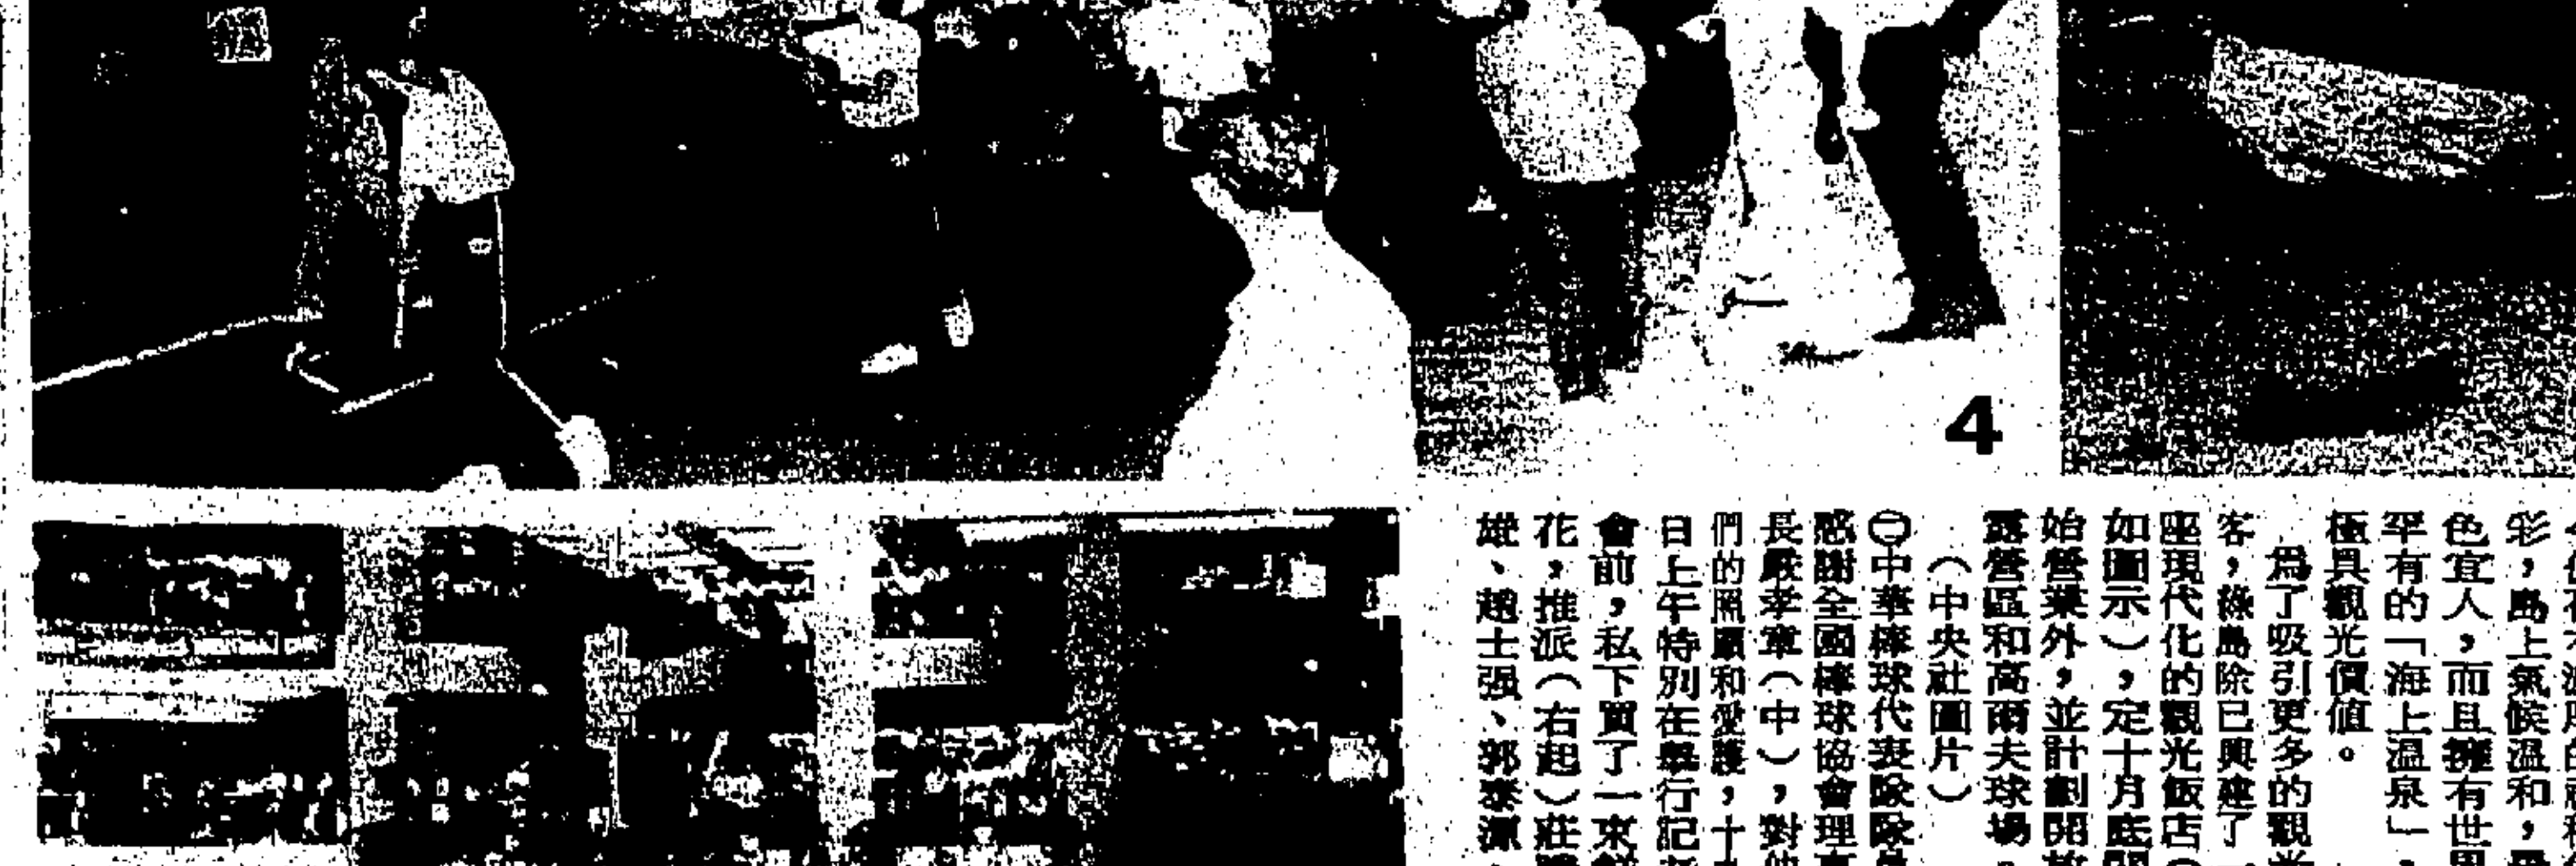 彩，島上氣候溫和，景
色宜人，而且擁有世界
罕有的「海上溫泉」，
極具觀光價值。
為了吸引更多的觀光
客，綠島除已興建了一
座現代化的觀光飯店（
如圖示），定十月底開
始營業外，並計劃開放
露營區和高爾夫球場。
（中央社圖片）
㊁中華棒球代表隊隊員
感謝全國棒球協會理事
長嚴孝章（中），對他
們的照顧和愛護，十
日上午特別在舉行記者
會前，私下買了一束鮮
花，推派（右起）莊勝
雄、趙士强、郭泰源、
4